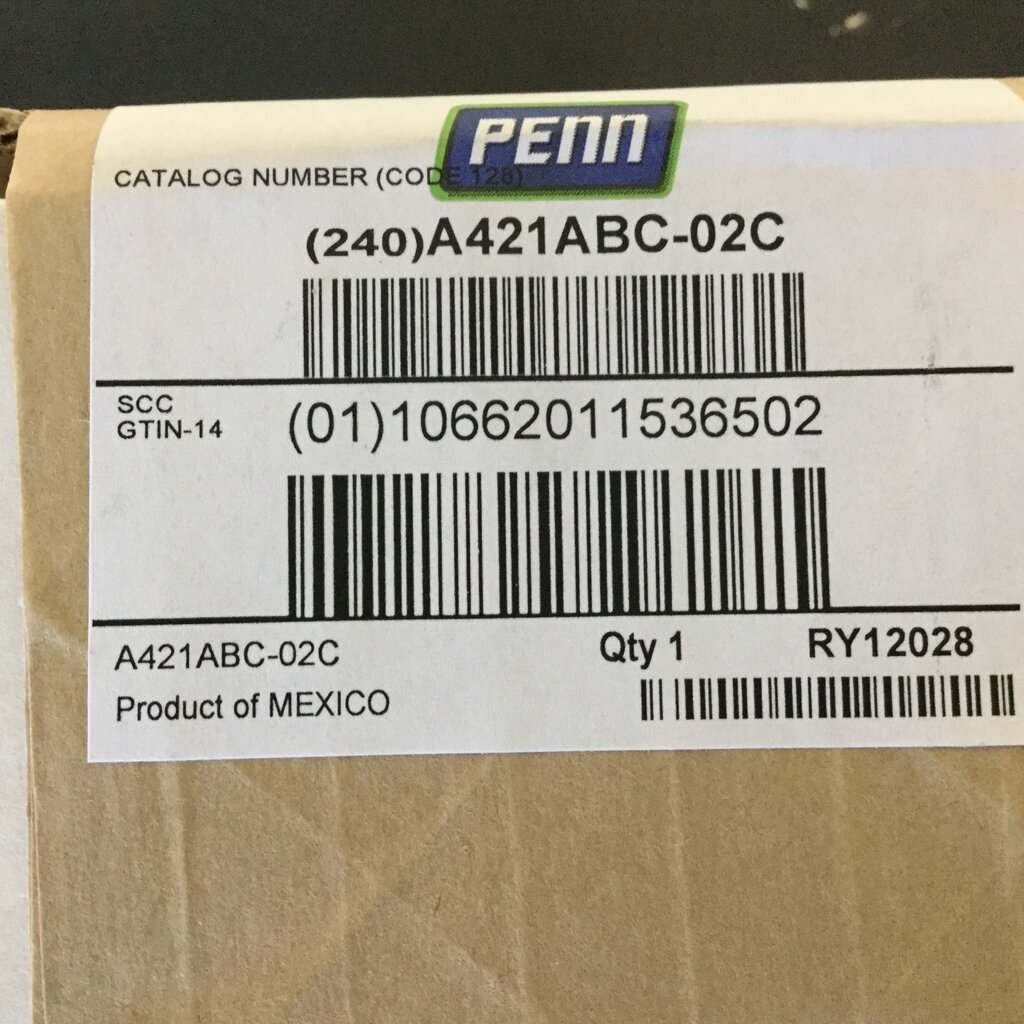 PENN
CATALOG NUMBER (CODE 128)
(240)A421ABC-02C
SCC
GTIN-14
(01)10662011536502
A421ABC-02C
Qty 1
RY12028
Product of MEXICO